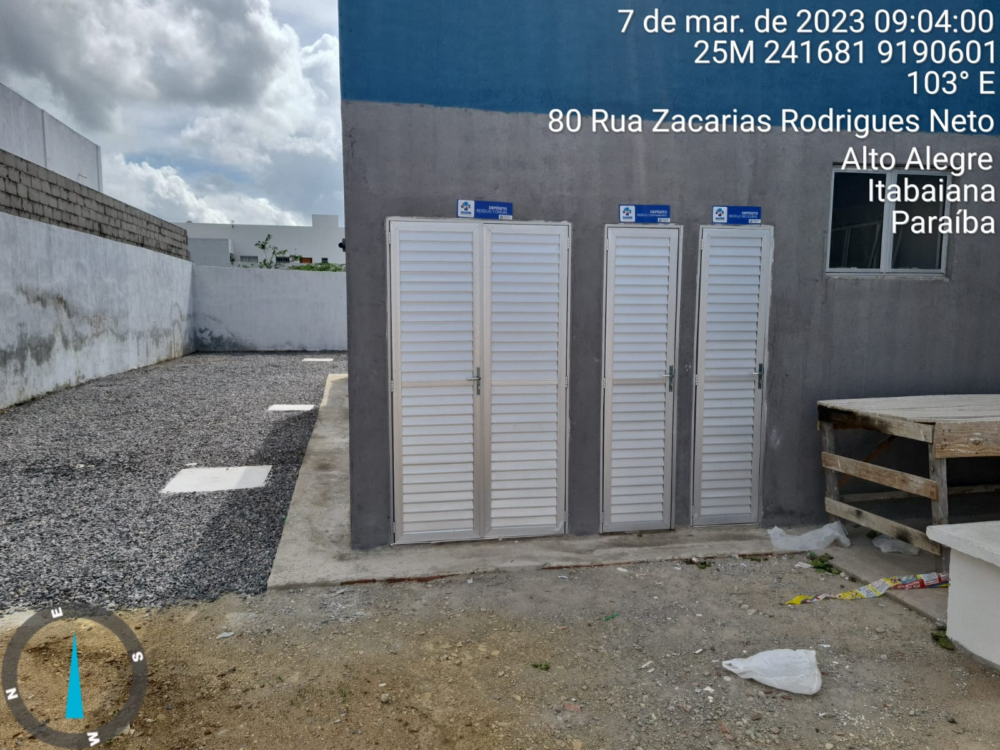 7 de mar. de 2023 09:04:00
25M 241681 9190601
103° E
80 Rua Zacarias Rodrigues Neto
Alto Alegre
Itabaiana
Paraíba
SAÚDE
DEPÓSITO
RESÍDUO COMUM
SAÚDE
DEPÓSITO
RESÍDUO CONTAMINADO
SAÚDE
DEPÓSITO
RESÍDUO RECICLÁVEL
E
S
N
W